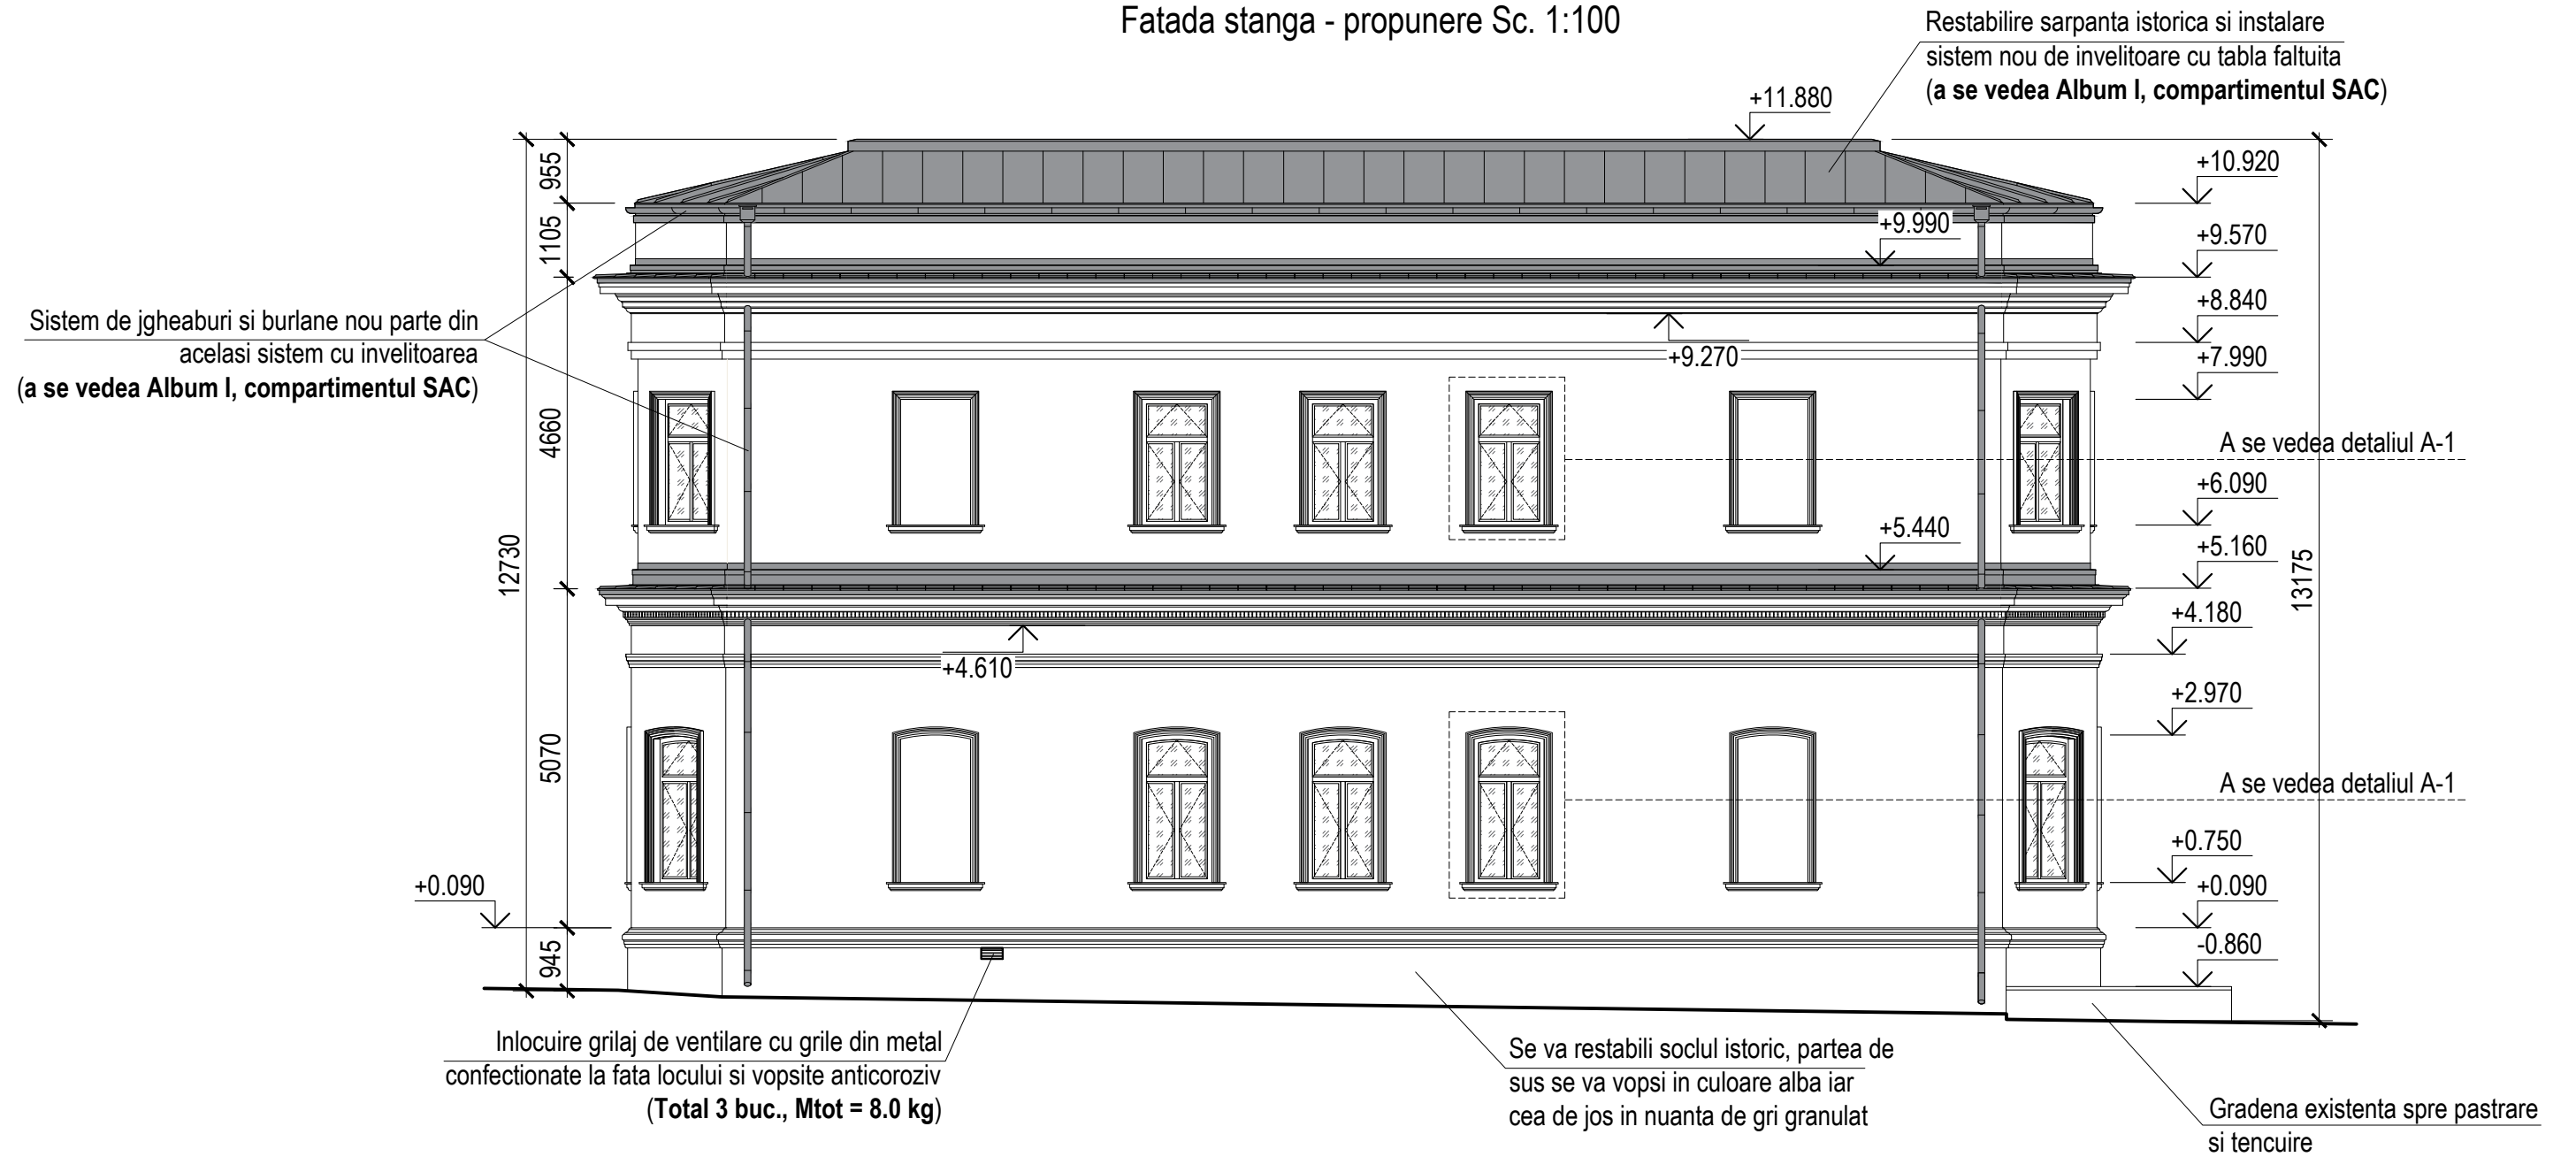 Fatada stanga - propunere Sc. 1:100
Restabilire sarpanta istorica si instalare
sistem nou de invelitoare cu tabla faltuita
(a se vedea Album I, compartimentul SAC)
+11.880
955
+10.920
1105
+9.990
+9.570
+8.840
Sistem de jgheaburi si burlane nou parte din
acelasi sistem cu invelitoarea
(a se vedea Album I, compartimentul SAC)
+9.270
+7.990
4660
A se vedea detaliul A-1
+6.090
+5.440
+5.160
12730
13175
+4.180
+4.610
+2.970
5070
A se vedea detaliul A-1
+0.750
+0.090
+0.090
945
-0.860
Inlocuire grilaj de ventilare cu grile din metal
confectionate la fata locului si vopsite anticoroziv
(Total 3 buc., Mtot = 8.0 kg)
Se va restabili soclul istoric, partea de
sus se va vopsi in culoare alba iar
cea de jos in nuanta de gri granulat
Gradena existenta spre pastrare
si tencuire